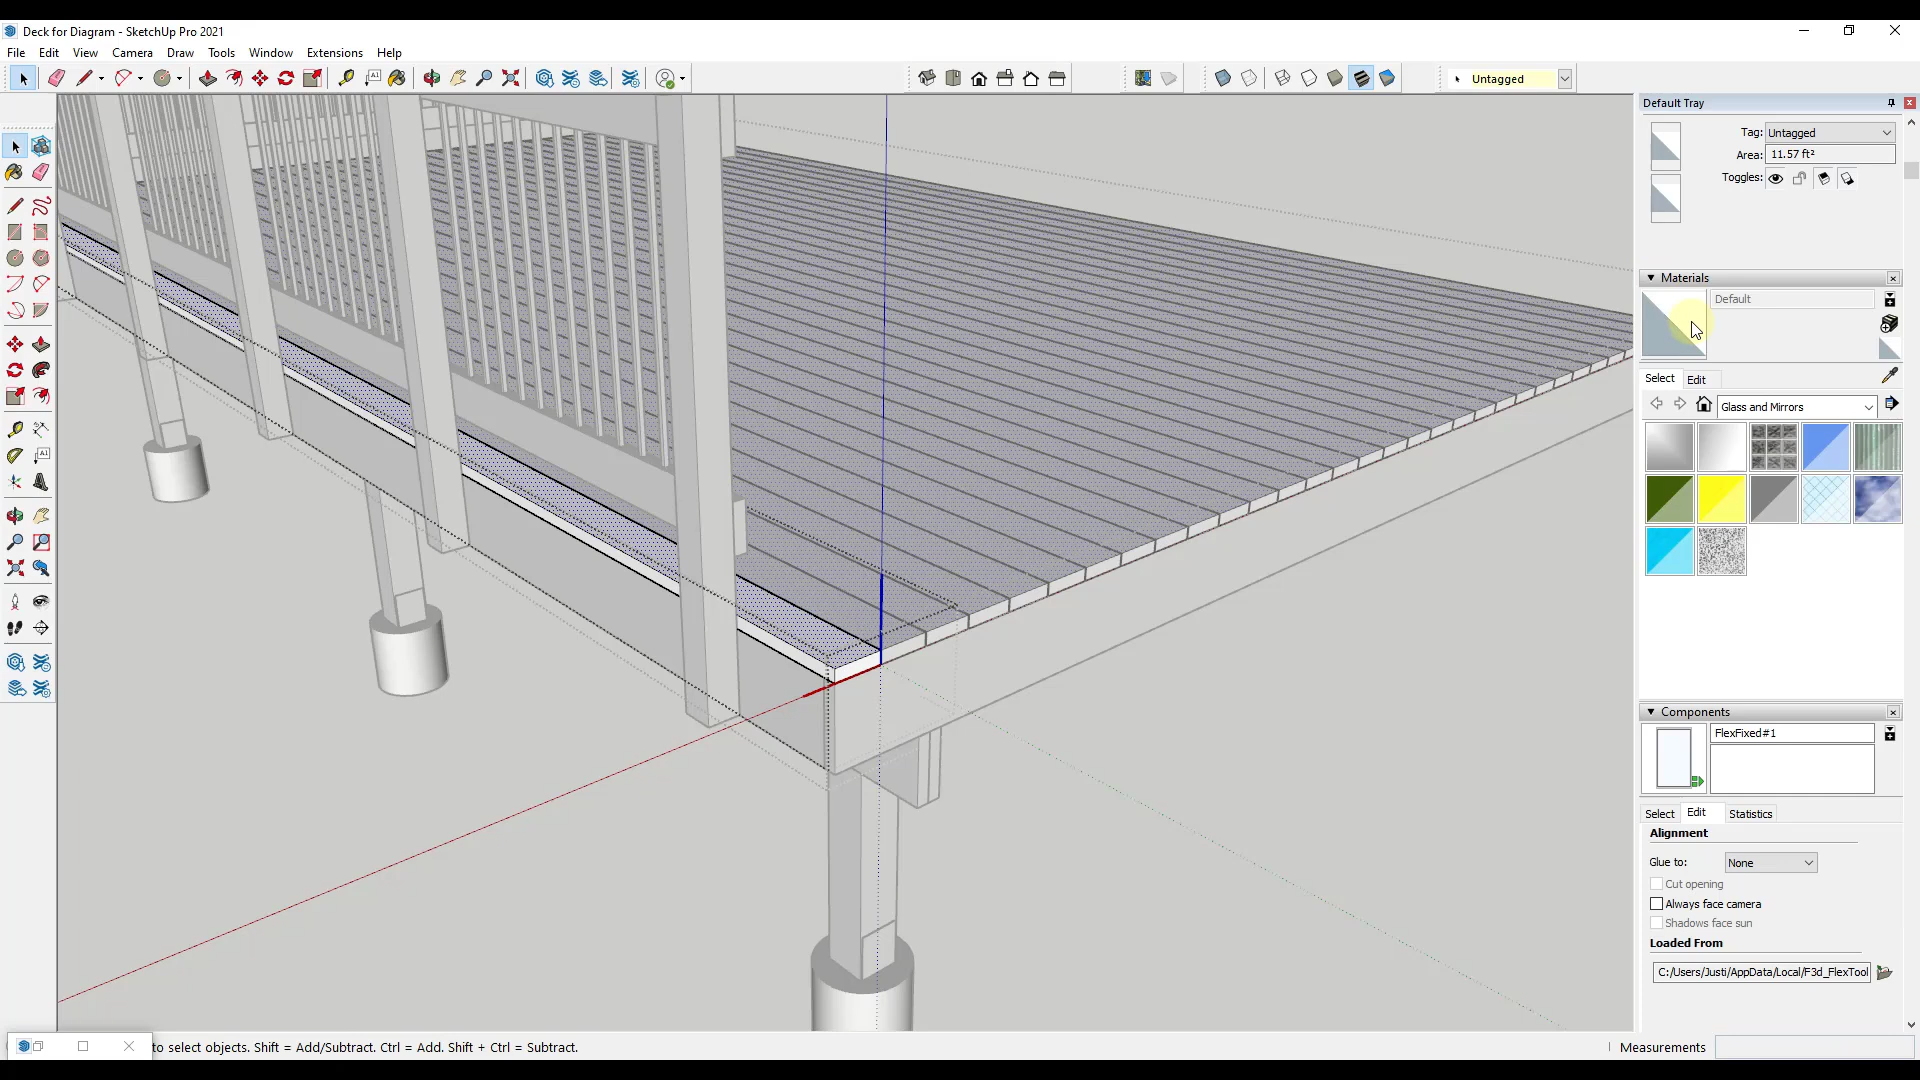 Deck for Diagram - SketchUp Pro 2021
File Edit View Camera Draw Tools Window Extensions Help
A1
Untagged
Default Tray
Tag: Untagged
Area: 11.57 ft²
Toggles:
Materials
Default
Select Edit
Glass and Mirrors
A1
Components
FlexFixed#1
Select Edit Statistics
Alignment
Glue to: None
Cut opening
Always face camera
Shadows face sun
Loaded From
C:/Users/Justi/AppData/Local/F3d_FlexTool
to select objects. Shift = Add/Subtract. Ctrl = Add. Shift + Ctrl = Subtract.
Measurements